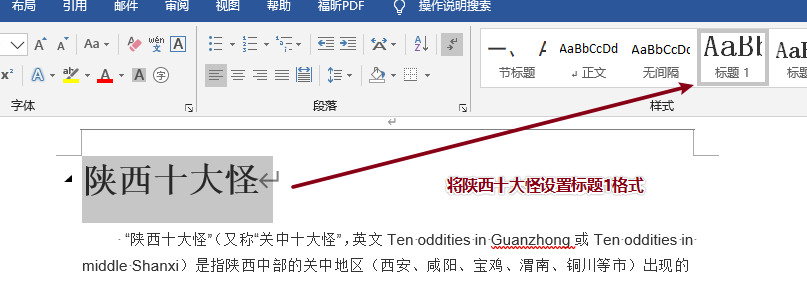 布局 引用 邮件 审阅 视图 帮助 福昕PDF 操作说明搜索
Aa
一、 AaBbCcDd AaBbCcDc AaBb AaBb
节标题 正文 无间隔 标题 1 标题
x² A A A 字
字体 段落 样式
陕西十大怪
将陕西十大怪设置标题1格式
“陕西十大怪”（又称“关中十大怪”，英文 Ten oddities in Guanzhong 或 Ten oddities in
middle Shanxi）是指陕西中部的关中地区（西安、咸阳、宝鸡、渭南、铜川等市）出现的